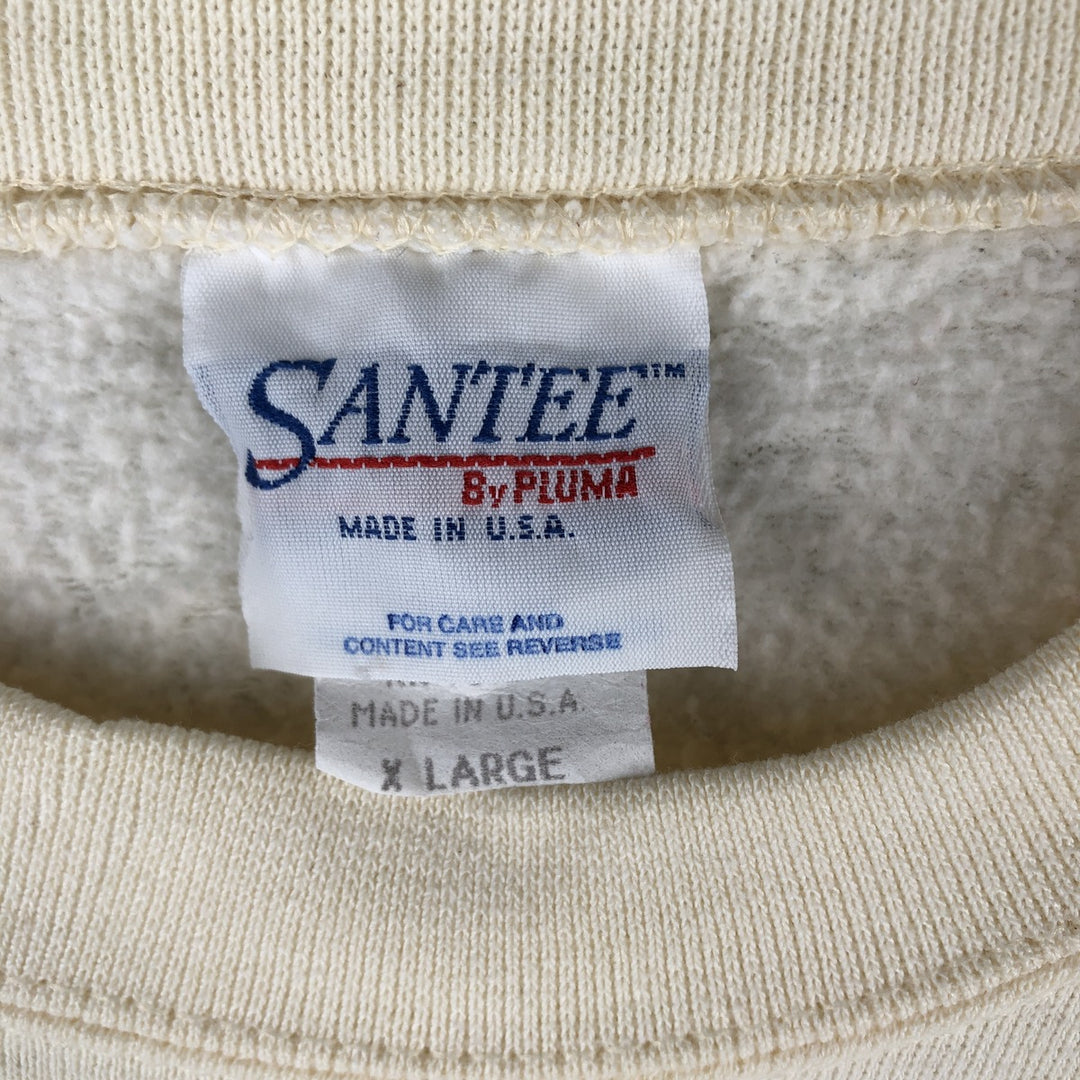 SANTEE™
By PLUMA
MADE IN U.S.A.
FOR CARE AND
CONTENT SEE REVERSE
MADE IN U.S.A.
X LARGE